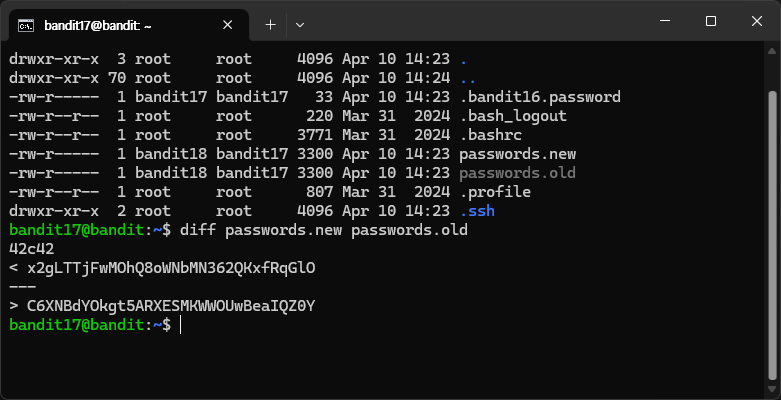 bandit17@bandit: ~
drwxr-xr-x  3 root     root     4096 Apr 10 14:23 .
drwxr-xr-x 70 root     root     4096 Apr 10 14:24 ..
-rw-r-----  1 bandit17 bandit17   33 Apr 10 14:23 .bandit16.password
-rw-r--r--  1 root     root      220 Mar 31  2024 .bash_logout
-rw-r--r--  1 root     root     3771 Mar 31  2024 .bashrc
-rw-r-----  1 bandit18 bandit17 3300 Apr 10 14:23 passwords.new
-rw-r-----  1 bandit18 bandit17 3300 Apr 10 14:23 passwords.old
-rw-r--r--  1 root     root      807 Mar 31  2024 .profile
drwxr-xr-x  2 root     root     4096 Apr 10 14:23 .ssh
bandit17@bandit:~$ diff passwords.new passwords.old
42c42
< x2gLTTjFwMOhQ8oWNbMN362QKxfRqGlO
---
> C6XNBdYOkgt5ARXESMKWWOUwBeaIQZ0Y
bandit17@bandit:~$